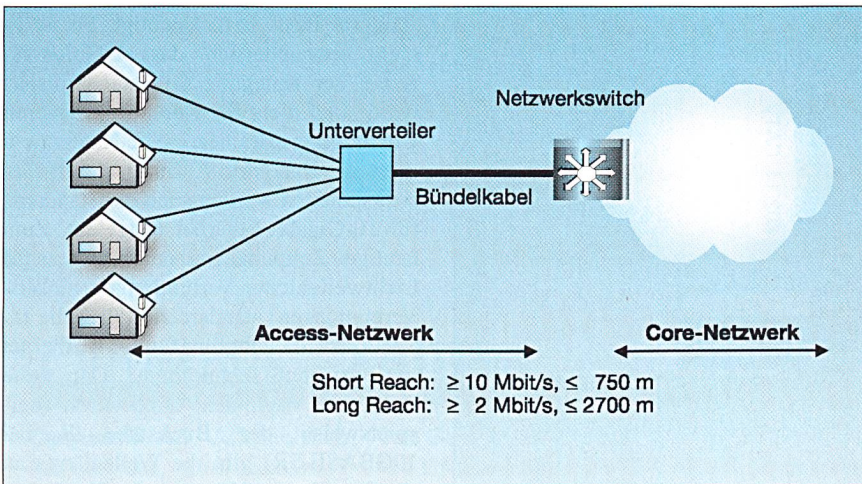 Netzwerkswitch
Unterverteiler
Bündelkabel
Access-Netzwerk
Core-Netzwerk
Short Reach: ≥ 10 Mbit/s, ≤ 750 m
Long Reach: ≥ 2 Mbit/s, ≤ 2700 m